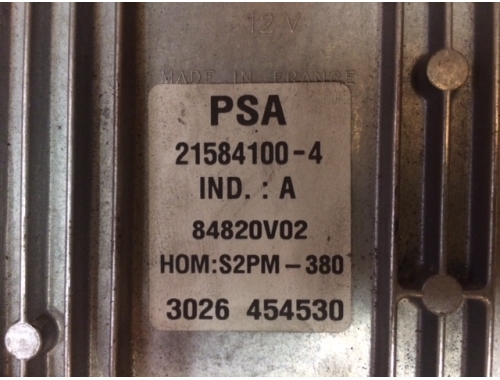 12 V
MADE IN FRANCE
PSA
21584100-4
IND. : A
84820V02
HOM:S2PM-380
3026 454530